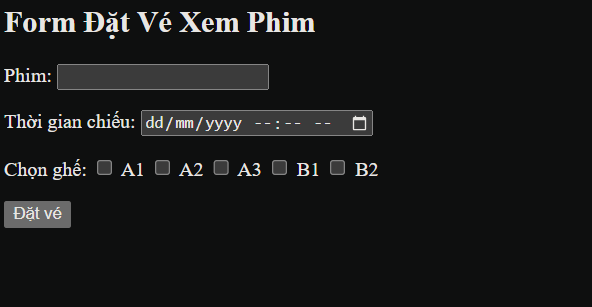 Form Đặt Vé Xem Phim
Phim:
Thời gian chiếu: dd/mm/yyyy --:-- --
Chọn ghế: A1 A2 A3 B1 B2
Đặt vé